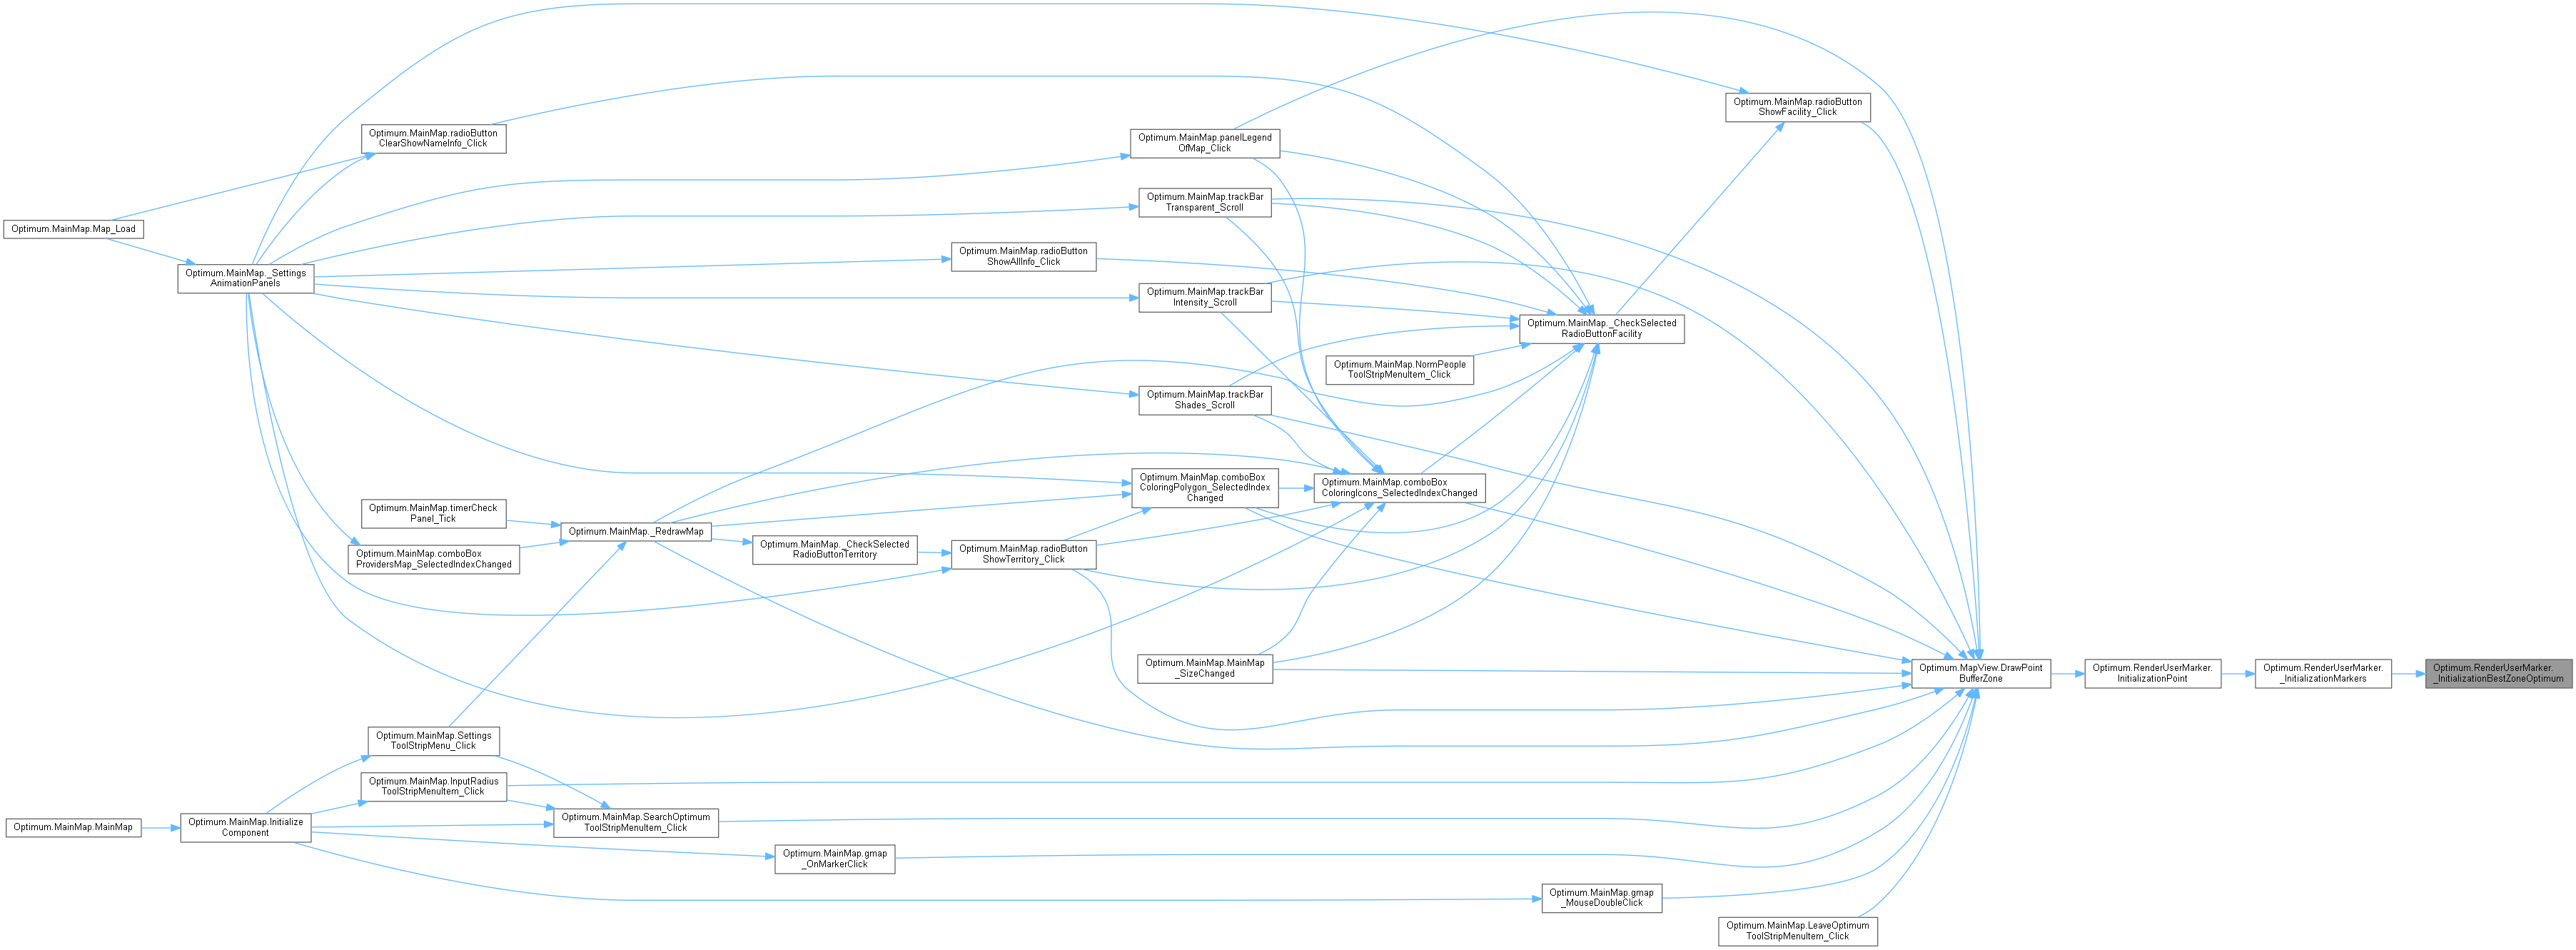 Optimum.MainMap.radioButton
ShowFacility_Click
Optimum.MainMap.radioButton
ClearShowNameInfo_Click
Optimum.MainMap.panelLegend
OfMap_Click
Optimum.MainMap.trackBar
Transparent_Scroll
Optimum.MainMap.Map_Load
Optimum.MainMap.radioButton
ShowAllInfo_Click
Optimum.MainMap._Settings
AnimationPanels
Optimum.MainMap.trackBar
Intensity_Scroll
Optimum.MainMap._CheckSelected
RadioButtonFacility
Optimum.MainMap.NormPeople
ToolStripMenuItem_Click
Optimum.MainMap.trackBar
Shades_Scroll
Optimum.MainMap.comboBox
ColoringPolygon_SelectedIndex
Changed
Optimum.MainMap.comboBox
ColoringIcons_SelectedIndexChanged
Optimum.MainMap.timerCheck
Panel_Tick
Optimum.MainMap._RedrawMap
Optimum.MainMap._CheckSelected
RadioButtonTerritory
Optimum.MainMap.radioButton
ShowTerritory_Click
Optimum.MainMap.comboBox
ProvidersMap_SelectedIndexChanged
Optimum.MainMap.MainMap
_SizeChanged
Optimum.MapView.DrawPoint
BufferZone
Optimum.RenderUserMarker.
InitializationPoint
Optimum.RenderUserMarker.
_InitializationMarkers
Optimum.RenderUserMarker.
_InitializationBestZoneOptimum
Optimum.MainMap.Settings
ToolStripMenu_Click
Optimum.MainMap.InputRadius
ToolStripMenuItem_Click
Optimum.MainMap.SearchOptimum
ToolStripMenuItem_Click
Optimum.MainMap.MainMap
Optimum.MainMap.Initialize
Component
Optimum.MainMap.gmap
_OnMarkerClick
Optimum.MainMap.gmap
_MouseDoubleClick
Optimum.MainMap.LeaveOptimum
ToolStripMenuItem_Click